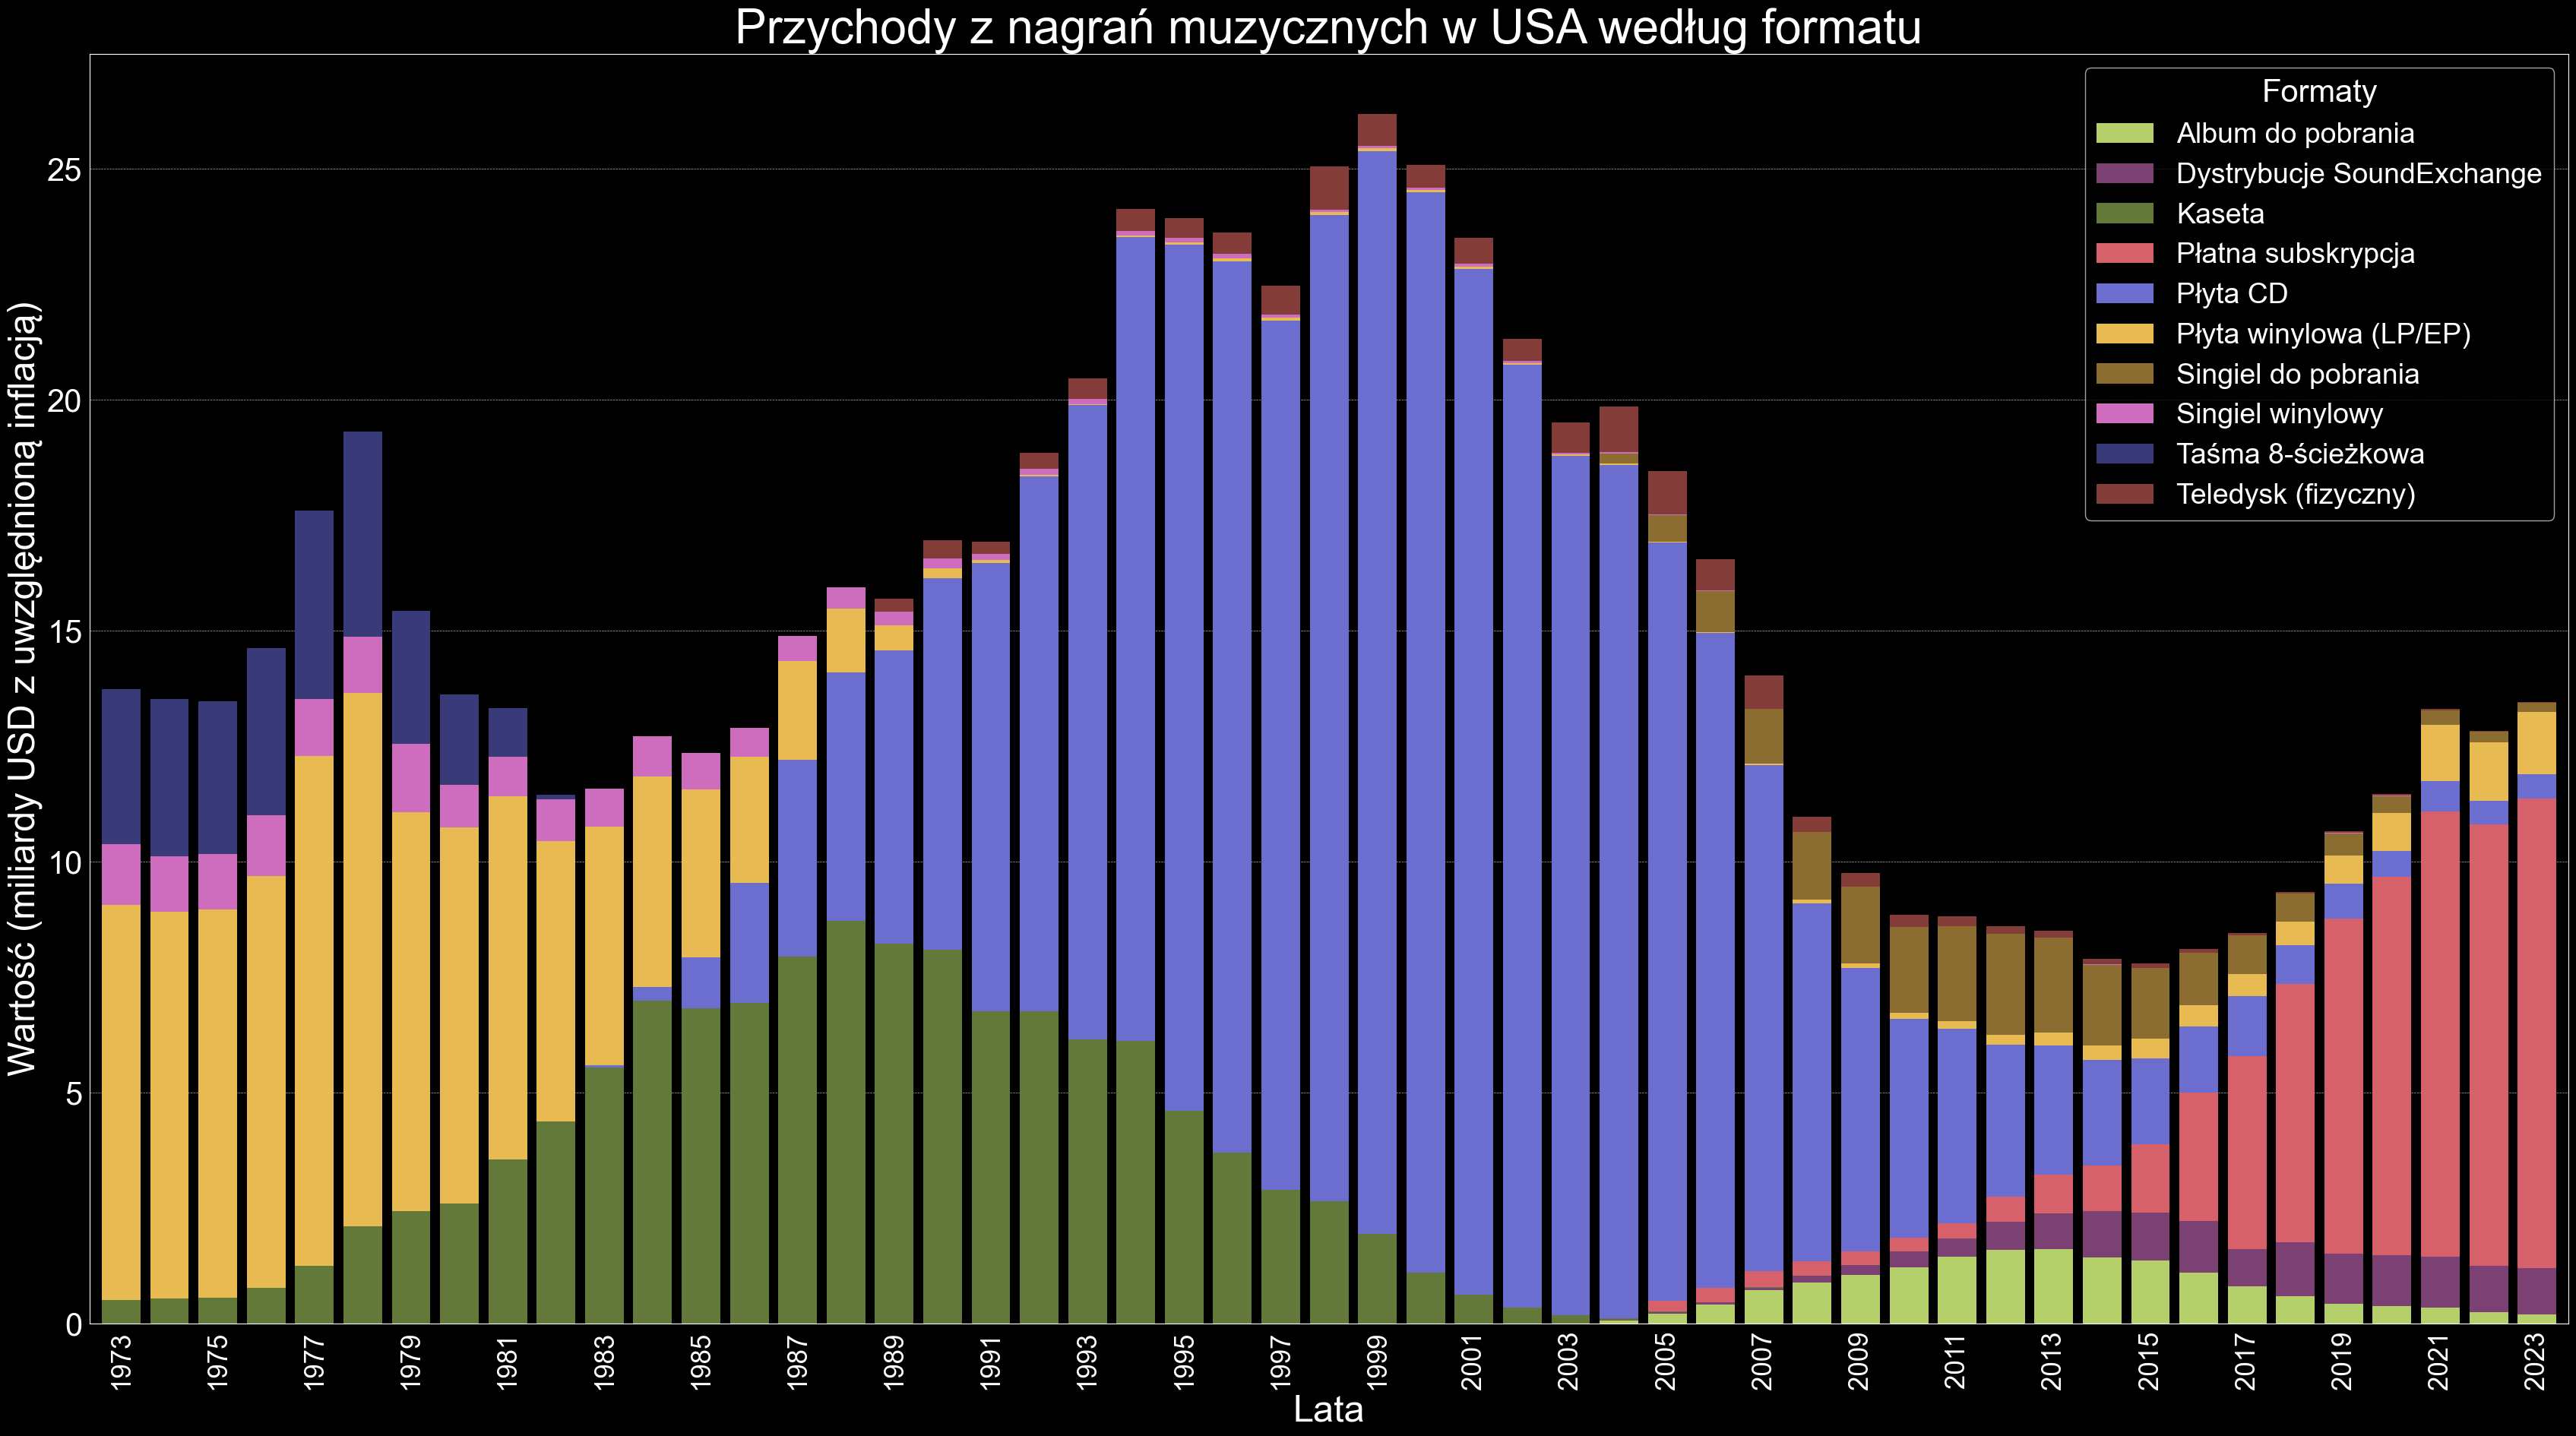 Przychody z nagrań muzycznych w USA według formatu
Wartość (miliardy USD z uwzględnioną inflacją)
25
20
15
10
5
0
Formaty
Album do pobrania
Dystrybucje SoundExchange
Kaseta
Płatna subskrypcja
Płyta CD
Płyta winylowa (LP/EP)
Singiel do pobrania
Singiel winylowy
Taśma 8-ścieżkowa
Teledysk (fizyczny)
1973
1975
1977
1979
1981
1983
1985
1987
1989
1991
1993
1995
1997
1999
2001
2003
2005
2007
2009
2011
2013
2015
2017
2019
2021
2023
Lata